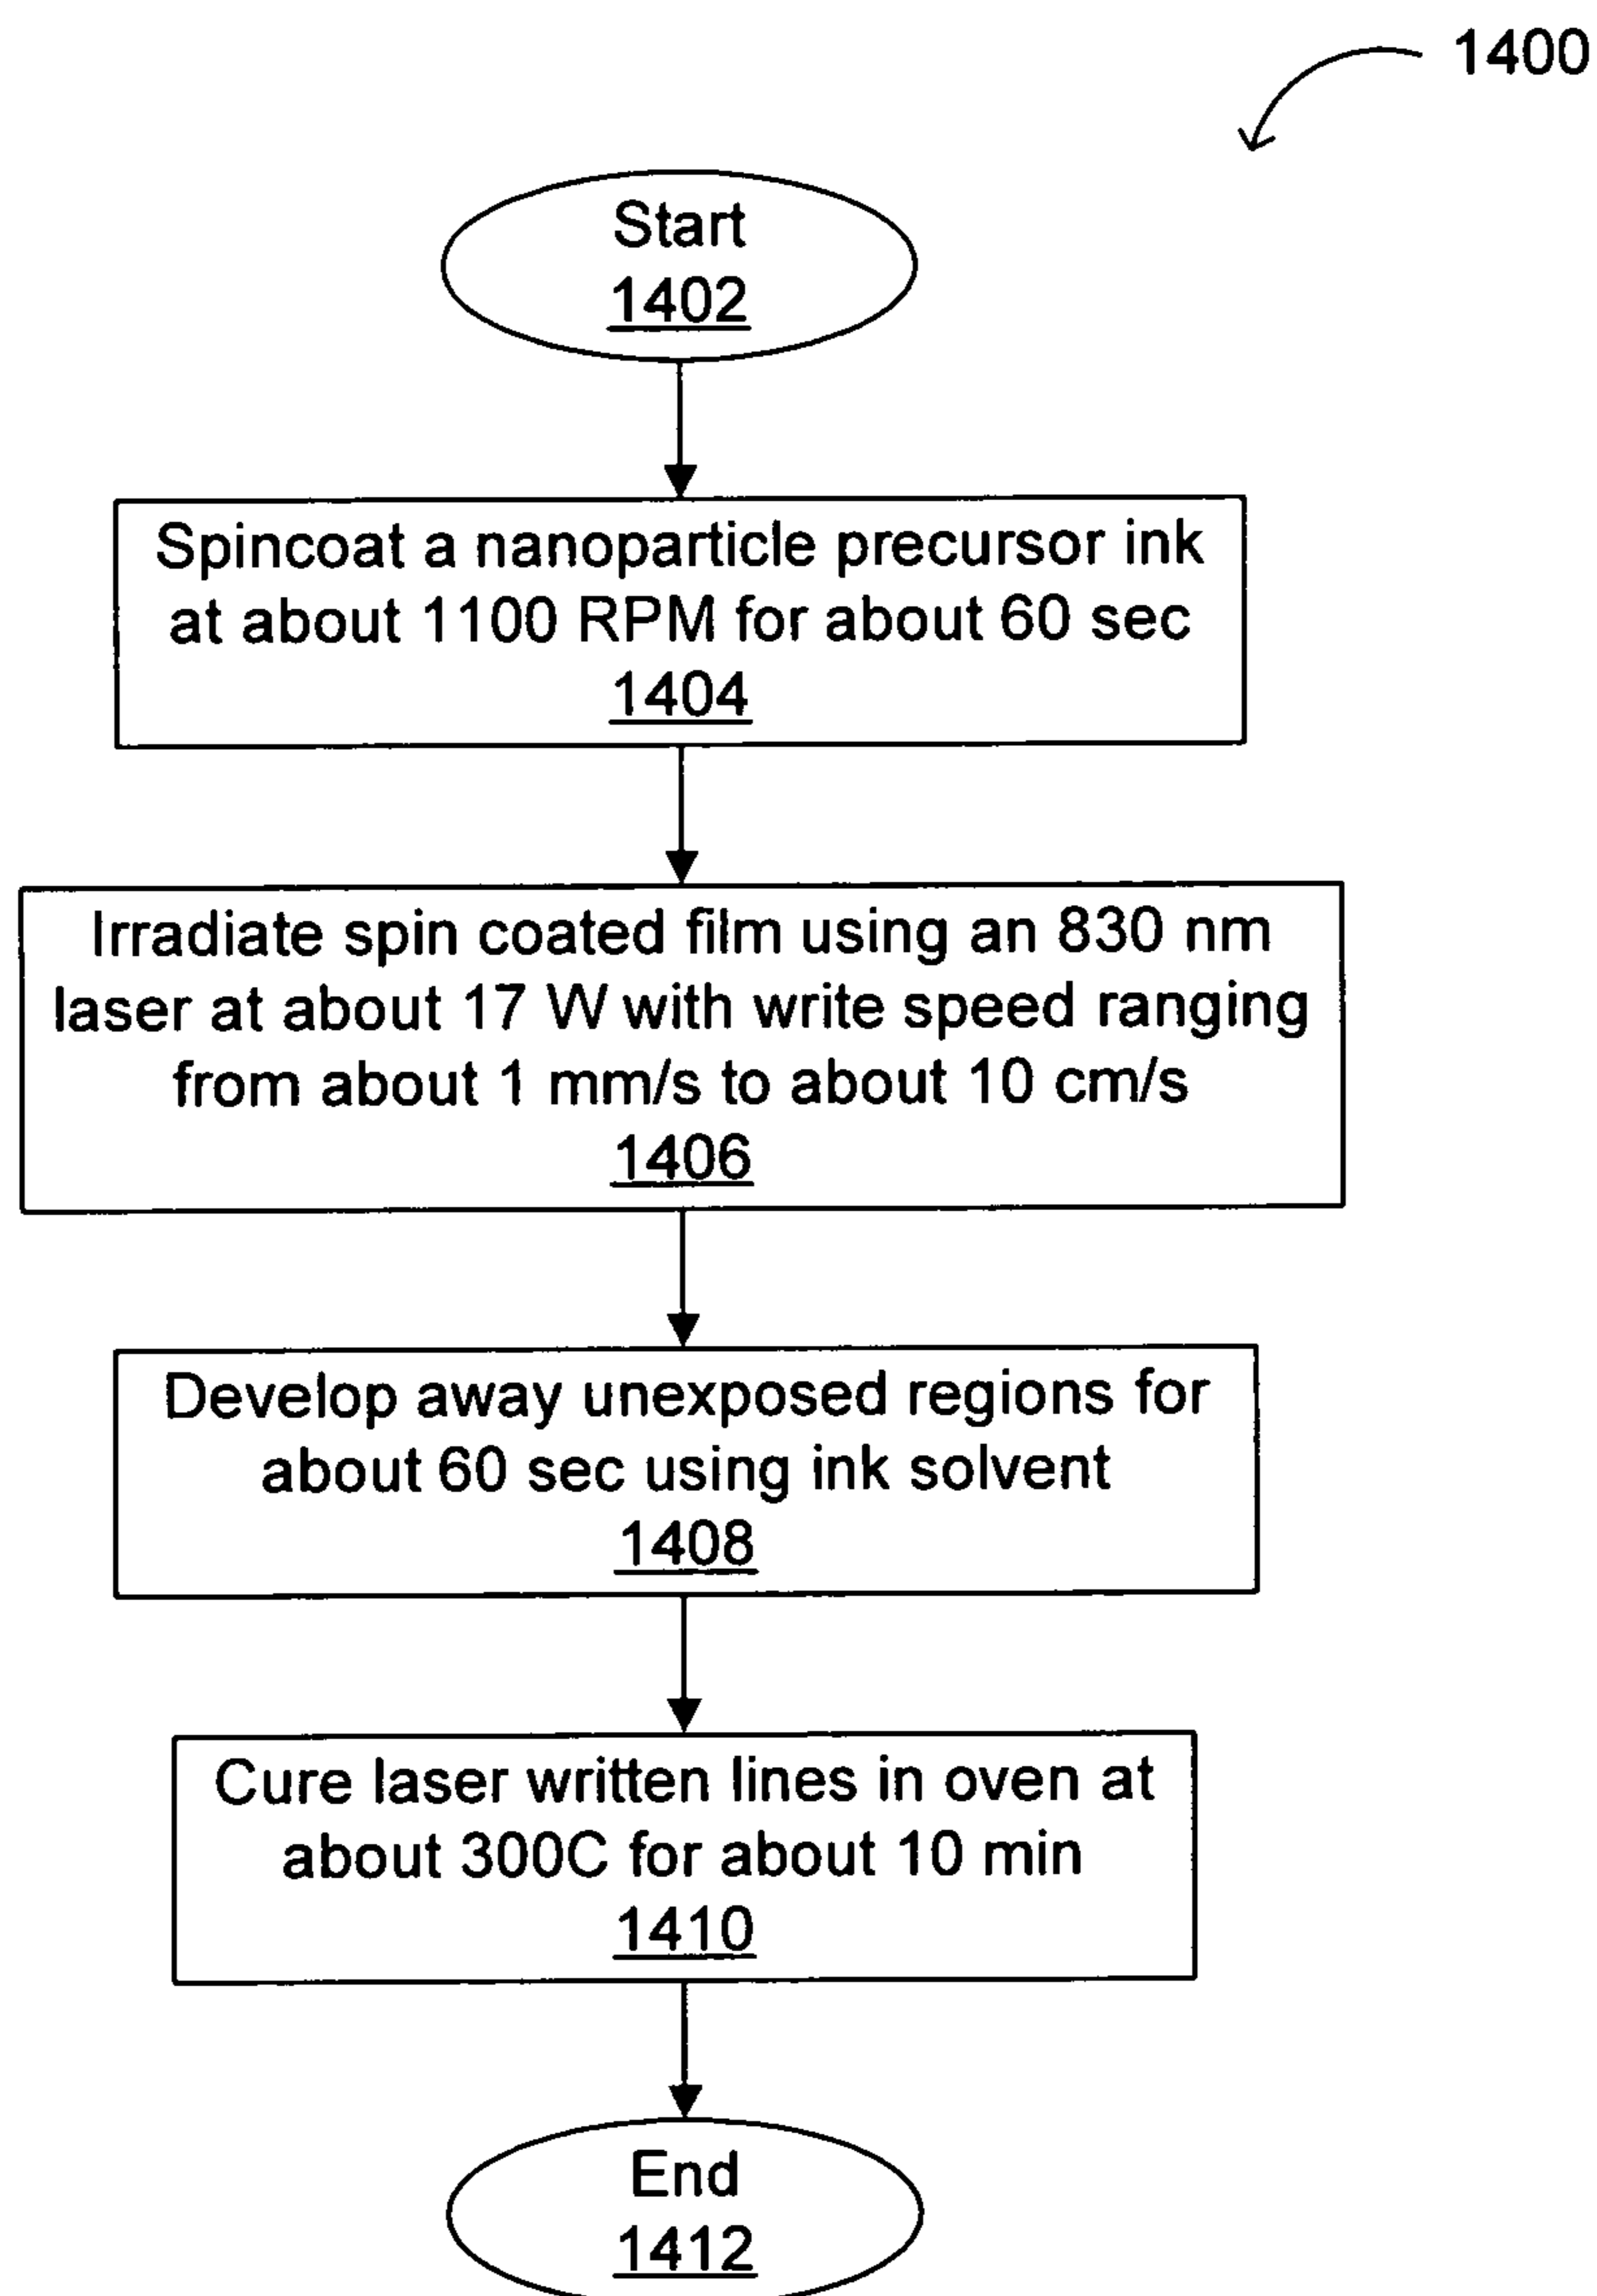 1400
Start
1402
Spincoat a nanoparticle precursor ink
at about 1100 RPM for about 60 sec
1404
Irradiate spin coated film using an 830 nm
laser at about 17 W with write speed ranging
from about 1 mm/s to about 10 cm/s
1406
Develop away unexposed regions for
about 60 sec using ink solvent
1408
Cure laser written lines in oven at
about 300C for about 10 min
1410
End
1412